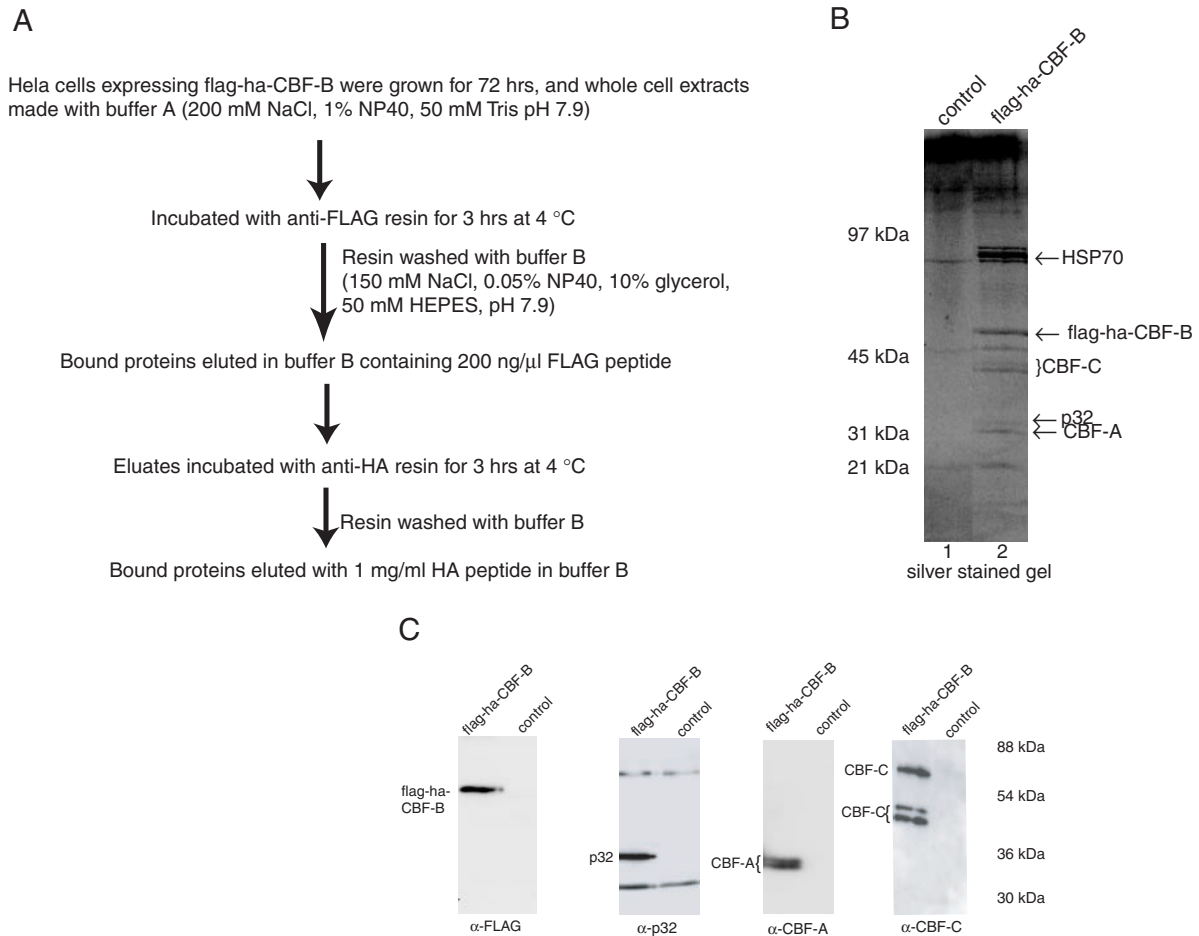 A
Hela cells expressing flag-ha-CBF-B were grown for 72 hrs, and whole cell extracts
made with buffer A (200 mM NaCl, 1% NP40, 50 mM Tris pH 7.9)
Incubated with anti-FLAG resin for 3 hrs at 4 °C
Resin washed with buffer B
(150 mM NaCl, 0.05% NP40, 10% glycerol,
50 mM HEPES, pH 7.9)
Bound proteins eluted in buffer B containing 200 ng/μl FLAG peptide
Eluates incubated with anti-HA resin for 3 hrs at 4 °C
Resin washed with buffer B
Bound proteins eluted with 1 mg/ml HA peptide in buffer B
B
control
flag-ha-CBF-B
97 kDa
HSP70
flag-ha-CBF-B
45 kDa
}CBF-C
p32
31 kDa
CBF-A
21 kDa
1 2
silver stained gel
C
flag-ha-CBF-B
control
flag-ha-
CBF-B
α-FLAG
flag-ha-CBF-B
control
p32
α-p32
flag-ha-CBF-B
control
CBF-A{
α-CBF-A
flag-ha-CBF-B
control
CBF-C
CBF-C{
α-CBF-C
88 kDa
54 kDa
36 kDa
30 kDa